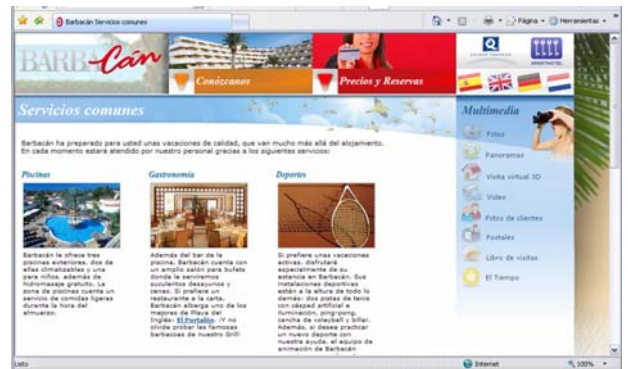 Barbacán Servicios comunes
Página
Herramientas
BARBA Cán
Conózcanos
Precios y Reservas
Q
APARTHOTEL
Servicios comunes
Multimedia
Barbacán ha preparado para usted unas vacaciones de calidad, que van mucho más allá del alojamiento.
En cada momento estará atendido por nuestro personal gracias a los siguientes servicios:
Piscinas
Barbacán le ofrece tres
piscinas exteriores, dos de
ellas climatizables y una
para niños, además de
hidromasaje gratuito. La
zona de piscinas cuenta un
servicio de comidas ligeras
durante la hora del
almuerzo.
Gastronomía
Además del bar de la
piscina, Barbacán cuenta con
un amplio salón para bufets
donde le serviremos
suculentos desayunos y
cenas. Si prefiere un
restaurante a la carta,
Barbacán alberga uno de los
mejores de Playa del
Inglés: El Portalón. ¡Y no
olvide probar las famosas
barbacoas de nuestro Grill!
Deportes
Si prefiere unas vacaciones
activas, disfrutará
especialmente de su
estancia en Barbacán. Sus
instalaciones deportivas
están a la altura de todo lo
demás: dos pistas de tenis
con césped artificial e
iluminación, ping-pong,
cancha de voleyball y billar.
Además, si desea practicar
un nuevo deporte con
nuestra ayuda, el equipo de
animación de Barbacán
Fotos
Panoramas
Visita virtual 3D
Video
Fotos de clientes
Portales
Libro de visitas
El Tiempo
Listo
Internet
100%